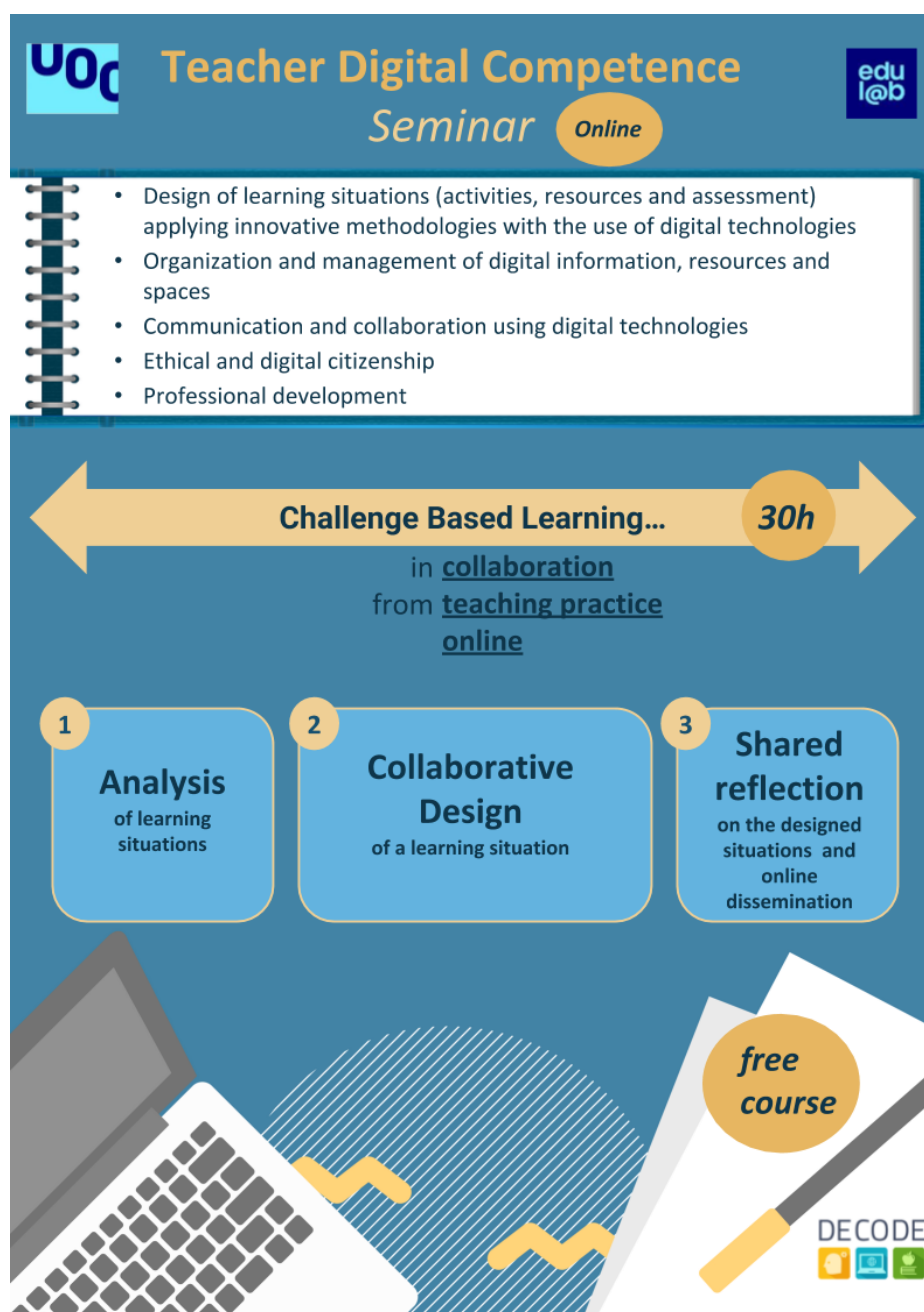 UOC
Teacher Digital Competence
edu
l@b
Seminar
Online
• Design of learning situations (activities, resources and assessment)
applying innovative methodologies with the use of digital technologies
• Organization and management of digital information, resources and
spaces
• Communication and collaboration using digital technologies
• Ethical and digital citizenship
• Professional development
Challenge Based Learning...
30h
in collaboration
from teaching practice
online
1
Analysis
of learning
situations
2
Collaborative
Design
of a learning situation
3
Shared
reflection
on the designed
situations and
online
dissemination
free
course
DECODE